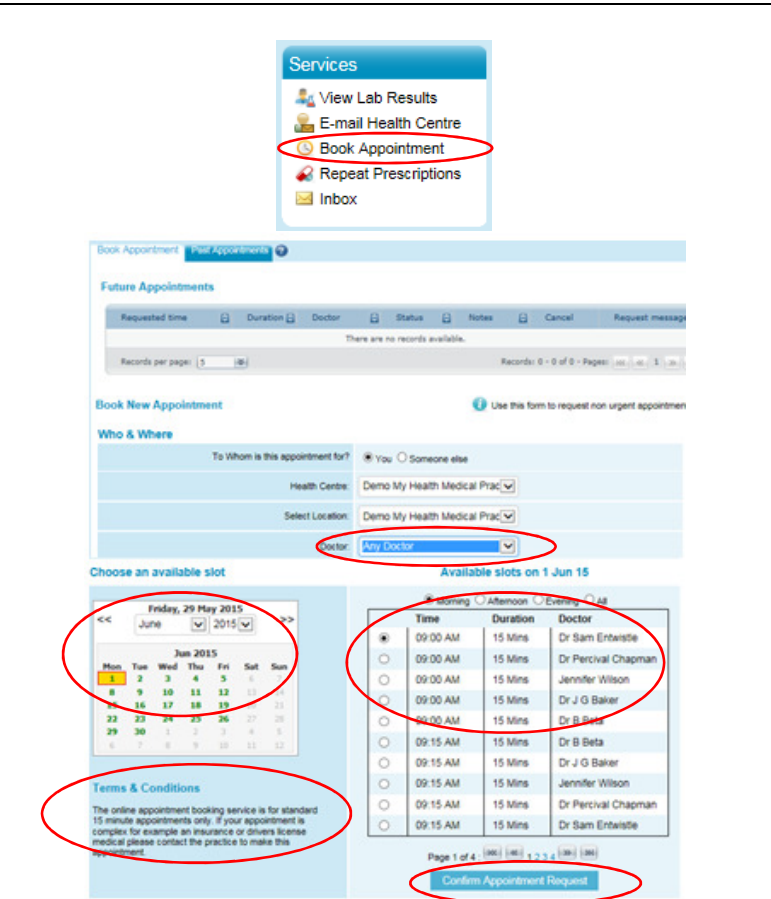 Services
View Lab Results
E-mail Health Centre
Book Appointment
Repeat Prescriptions
Inbox
Book Appointment Past Appointments
Future Appointments
Requested time Duration Doctor Status Notes Cancel Request message
There are no records available.
Records per page: 5 Records: 0 - 0 of 0 - Pages: 1
Book New Appointment Use this form to request non urgent appointmen
Who & Where
To Whom is this appointment for? You Someone else
Health Centre: Demo My Health Medical Prac
Select Location: Demo My Health Medical Prac
Doctor: Any Doctor
Choose an available slot Available slots on 1 Jun 15
Morning Afternoon Evening All
Friday, 29 May 2015
<< June 2015 >>
Jun 2015
Mon Tue Wed Thu Fri Sat Sun
1 2 3 4 5 6 7
8 9 10 11 12 13 14
15 16 17 18 19 20 21
22 23 24 25 26 27 28
29 30 1 2 3 4 5
6 7 8 9 10 11 12
Time Duration Doctor
09:00 AM 15 Mins Dr Sam Entwistle
09:00 AM 15 Mins Dr Percival Chapman
09:00 AM 15 Mins Jennifer Wilson
09:00 AM 15 Mins Dr J G Baker
09:00 AM 15 Mins Dr B Beta
09:15 AM 15 Mins Dr B Beta
09:15 AM 15 Mins Dr J G Baker
09:15 AM 15 Mins Jennifer Wilson
09:15 AM 15 Mins Dr Percival Chapman
09:15 AM 15 Mins Dr Sam Entwistle
Terms & Conditions
The online appointment booking service is for standard
15 minute appointments only. If your appointment is
complex for example an insurance or drivers license
medical please contact the practice to make this
appointment.
Page 1 of 4 : 1 2 3 4
Confirm Appointment Request